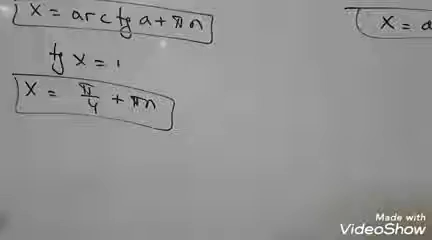 x = arctg a + πn
x = a
tg x = 1
x = π/4 + πn
Made with
VideoShow